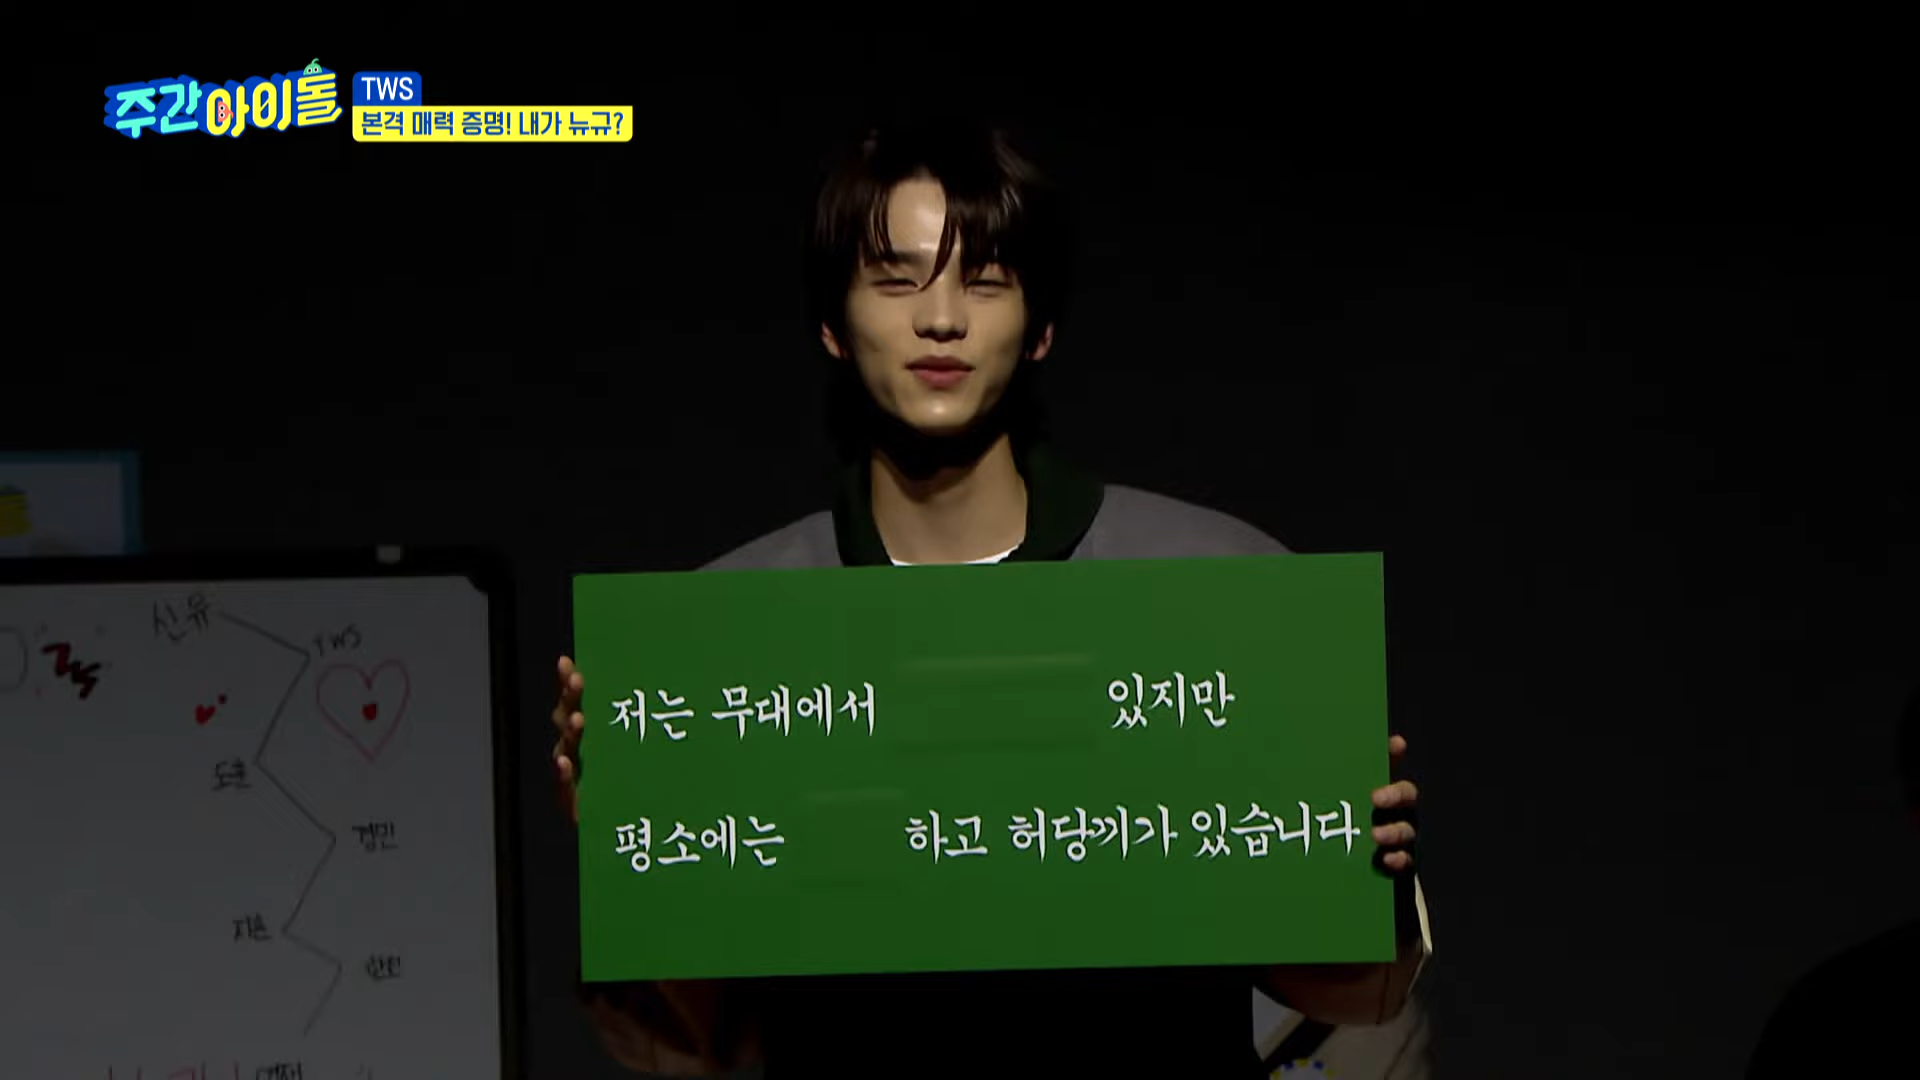 주간아이돌
TWS
본격 매력 증명! 내가 뉴규?
저는 무대에서 있지만
평소에는 하고 허당끼가 있습니다
신유
TWS
도훈
경민
지훈
한진